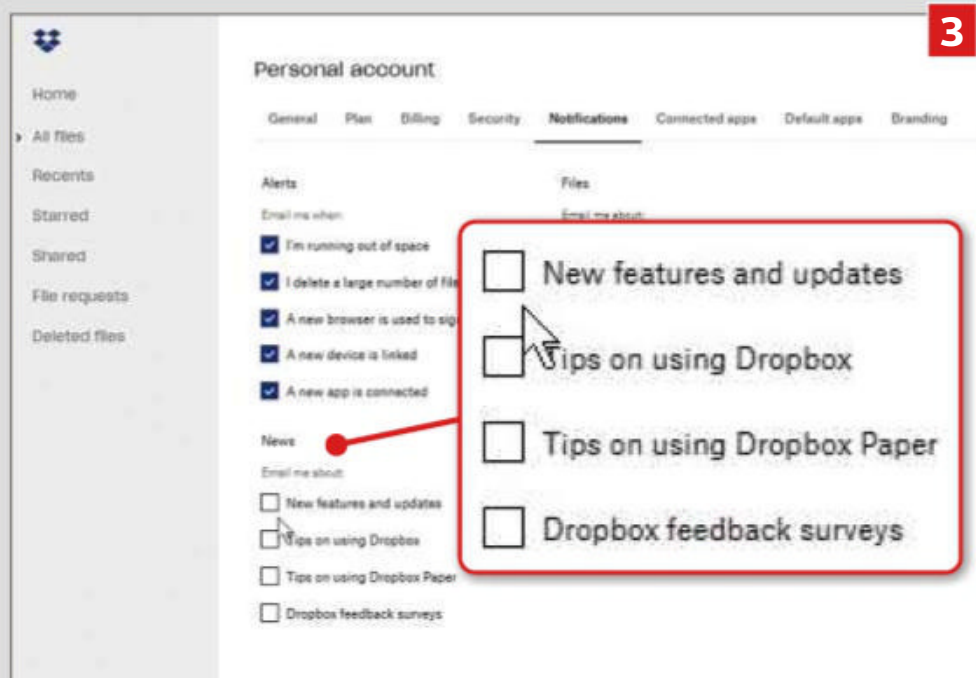 3
Home
All files
Recents
Starred
Shared
File requests
Deleted files
Personal account
General Plan Billing Security Notifications Connected apps Default apps Branding
Alerts
Email me when:
I'm running out of space
I delete a large number of file
A new browser is used to sig
A new device is linked
A new app is connected
News
Email me about:
New features and updates
Tips on using Dropbox
Tips on using Dropbox Paper
Dropbox feedback surveys
Files
Email me about:
New features and updates
Tips on using Dropbox
Tips on using Dropbox Paper
Dropbox feedback surveys